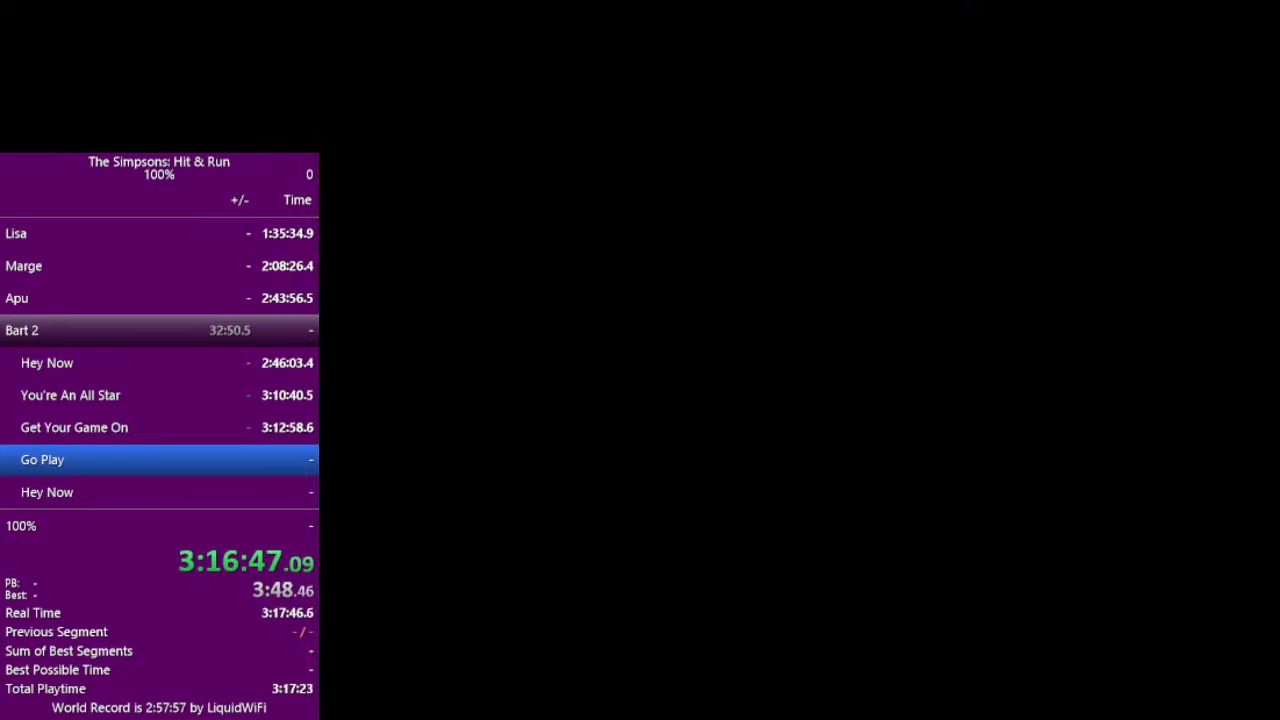 The Simpsons: Hit & Run
100% 0
+/- Time
Lisa - 1:35:34.9
Marge - 2:08:26.4
Apu - 2:43:56.5
Bart 2 32:50.5 -
Hey Now - 2:46:03.4
You're An All Star - 3:10:40.5
Get Your Game On - 3:12:58.6
Go Play -
Hey Now -
100% -
3:16:47.09
PB: -
Best: - 3:48.46
Real Time 3:17:46.6
Previous Segment - / -
Sum of Best Segments -
Best Possible Time -
Total Playtime 3:17:23
World Record is 2:57:57 by LiquidWiFi